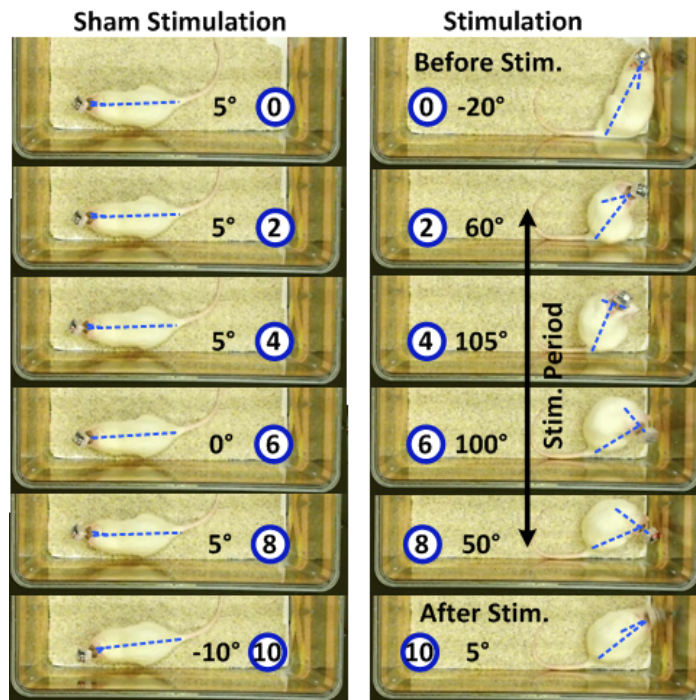 Sham Stimulation
5° 0
5° 2
5° 4
0° 6
5° 8
-10° 10
Stimulation
Before Stim.
0 -20°
2 60°
4 105°
6 100°
8 50°
Stim. Period
After Stim.
10 5°